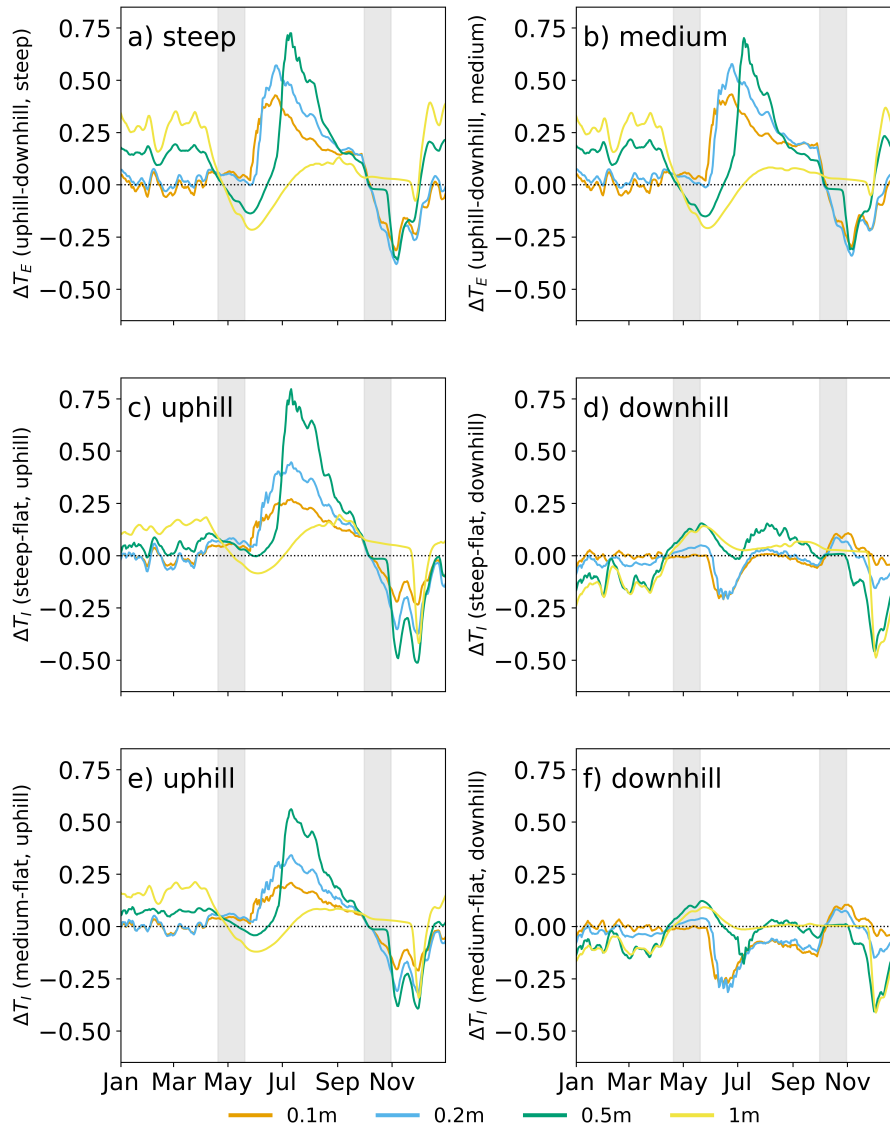 a) steep
ΔT_E (uphill-downhill, steep)
0.75
0.50
0.25
0.00
−0.25
−0.50
b) medium
ΔT_E (uphill-downhill, medium)
0.75
0.50
0.25
0.00
−0.25
−0.50
c) uphill
ΔT_I (steep-flat, uphill)
0.75
0.50
0.25
0.00
−0.25
−0.50
d) downhill
ΔT_I (steep-flat, downhill)
0.75
0.50
0.25
0.00
−0.25
−0.50
e) uphill
ΔT_I (medium-flat, uphill)
0.75
0.50
0.25
0.00
−0.25
−0.50
Jan Mar May Jul Sep Nov
f) downhill
ΔT_I (medium-flat, downhill)
0.75
0.50
0.25
0.00
−0.25
−0.50
Jan Mar May Jul Sep Nov
0.1m 0.2m 0.5m 1m